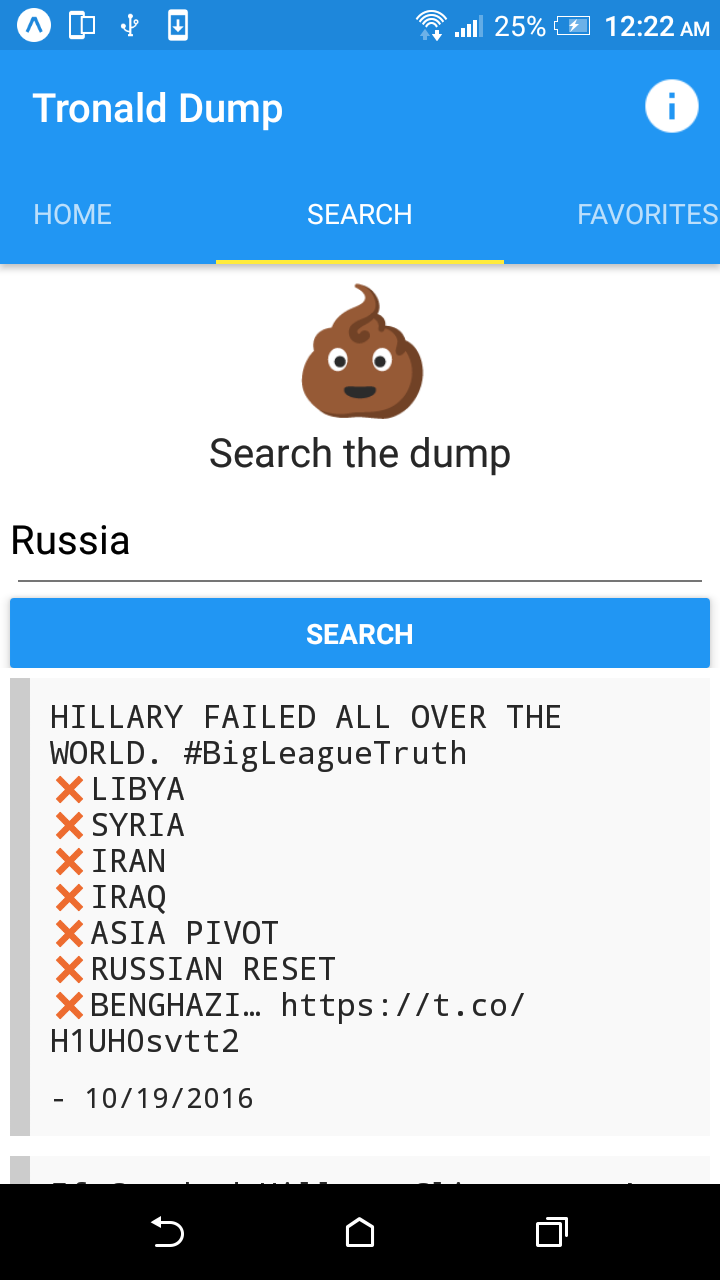 25% 12:22 AM
Tronald Dump
HOME SEARCH FAVORITES
Search the dump
Russia
SEARCH
HILLARY FAILED ALL OVER THE
WORLD. #BigLeagueTruth
❌LIBYA
❌SYRIA
❌IRAN
❌IRAQ
❌ASIA PIVOT
❌RUSSIAN RESET
❌BENGHAZI… https://t.co/
H1UHOsvtt2
- 10/19/2016